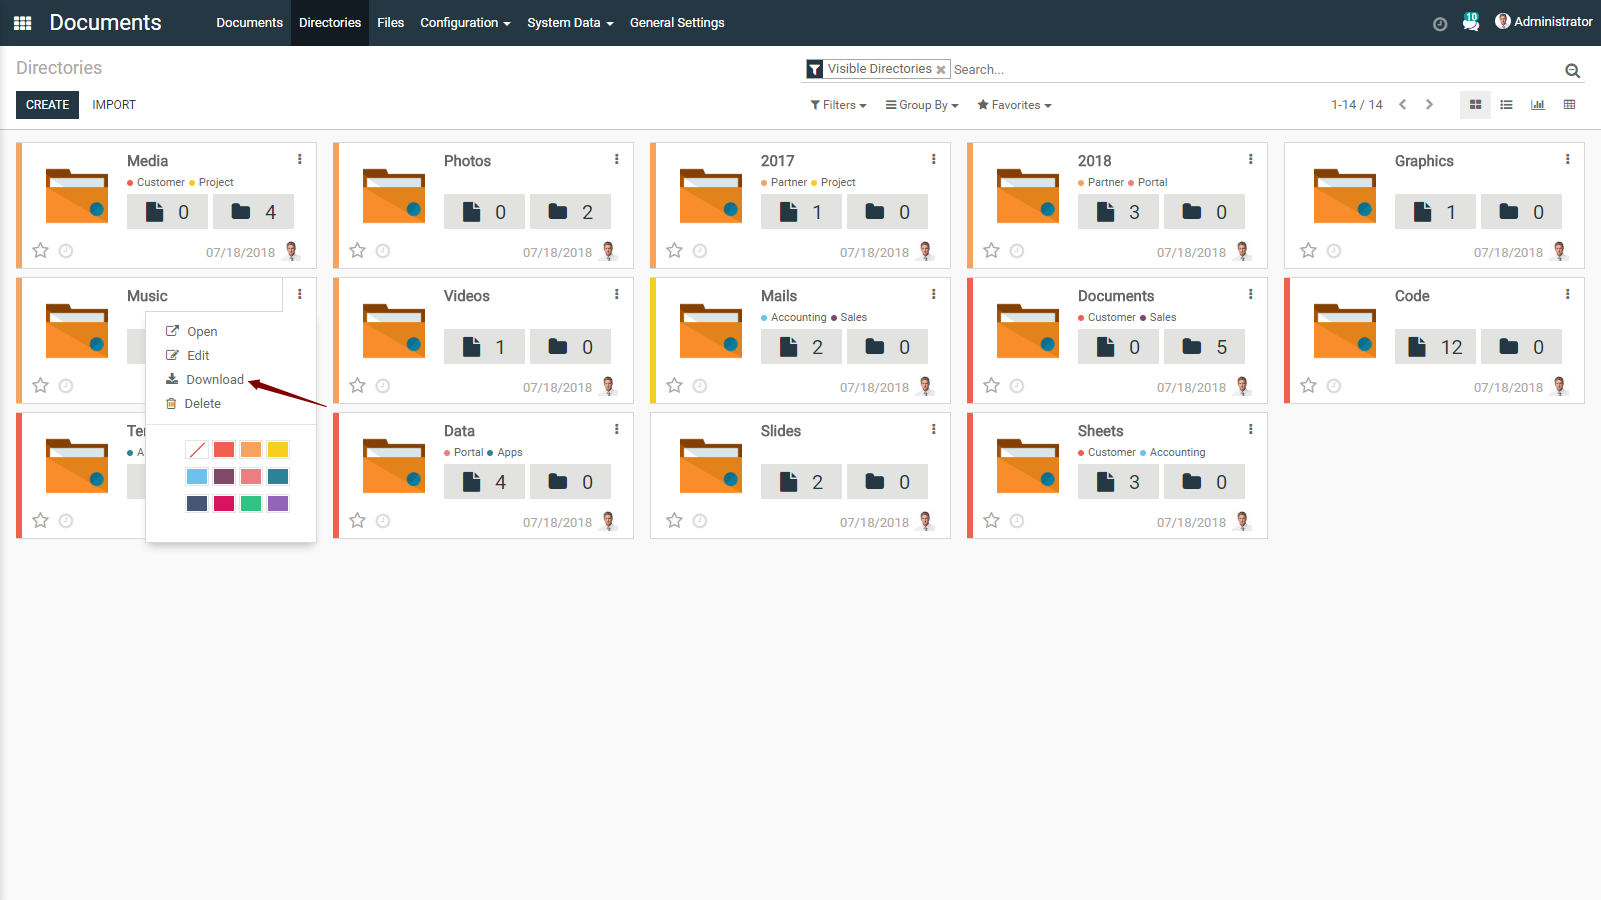 Documents Documents Directories Files Configuration System Data General Settings 10 Administrator
Directories Visible Directories × Search...
CREATE IMPORT Filters Group By Favorites 1-14 / 14
Media
Customer Project
0 4
07/18/2018
Photos
0 2
07/18/2018
2017
Partner Project
1 0
07/18/2018
2018
Partner Portal
3 0
07/18/2018
Graphics
1 0
07/18/2018
Music
Open
Edit
Download
Delete
Videos
1 0
07/18/2018
Mails
Accounting Sales
2 0
07/18/2018
Documents
Customer Sales
0 5
07/18/2018
Code
12 0
07/18/2018
Te
A
Data
Portal Apps
4 0
07/18/2018
Slides
2 0
07/18/2018
Sheets
Customer Accounting
3 0
07/18/2018